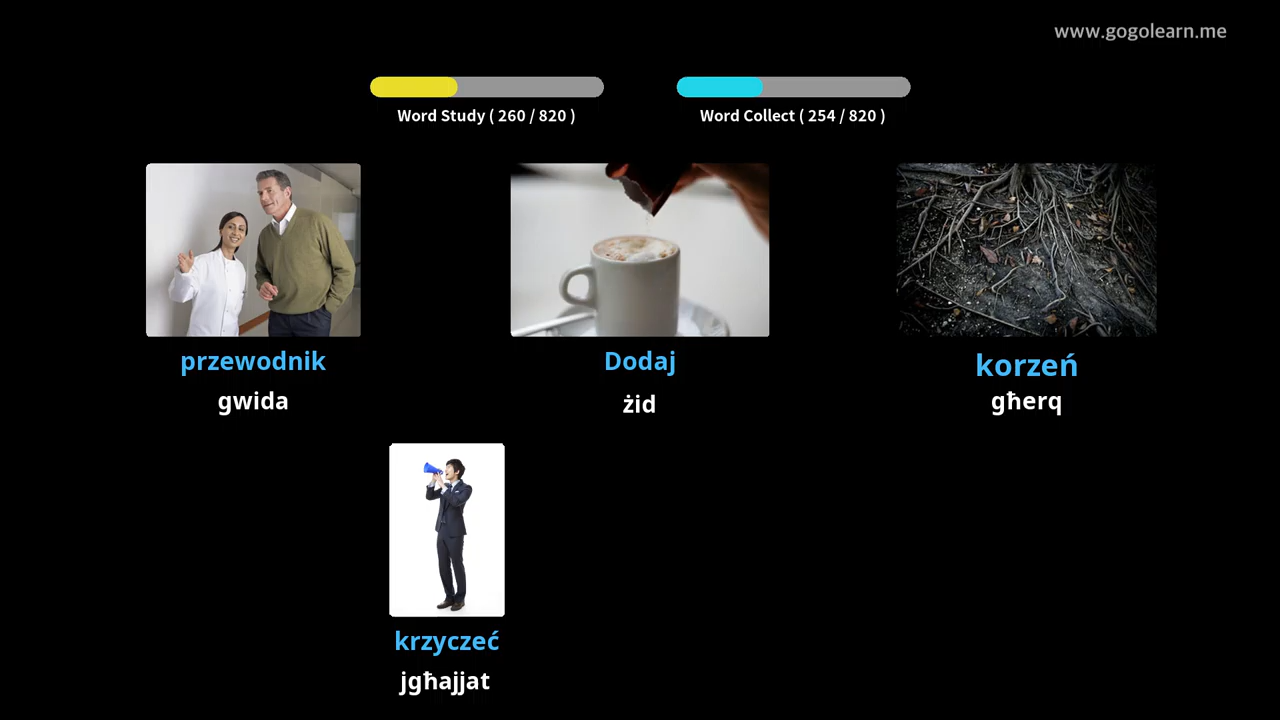 www.gogolearn.me
Word Study ( 260 / 820 )
Word Collect ( 254 / 820 )
przewodnik
gwida
Dodaj
żid
korzeń
għerq
krzyczeć
jgħajjat